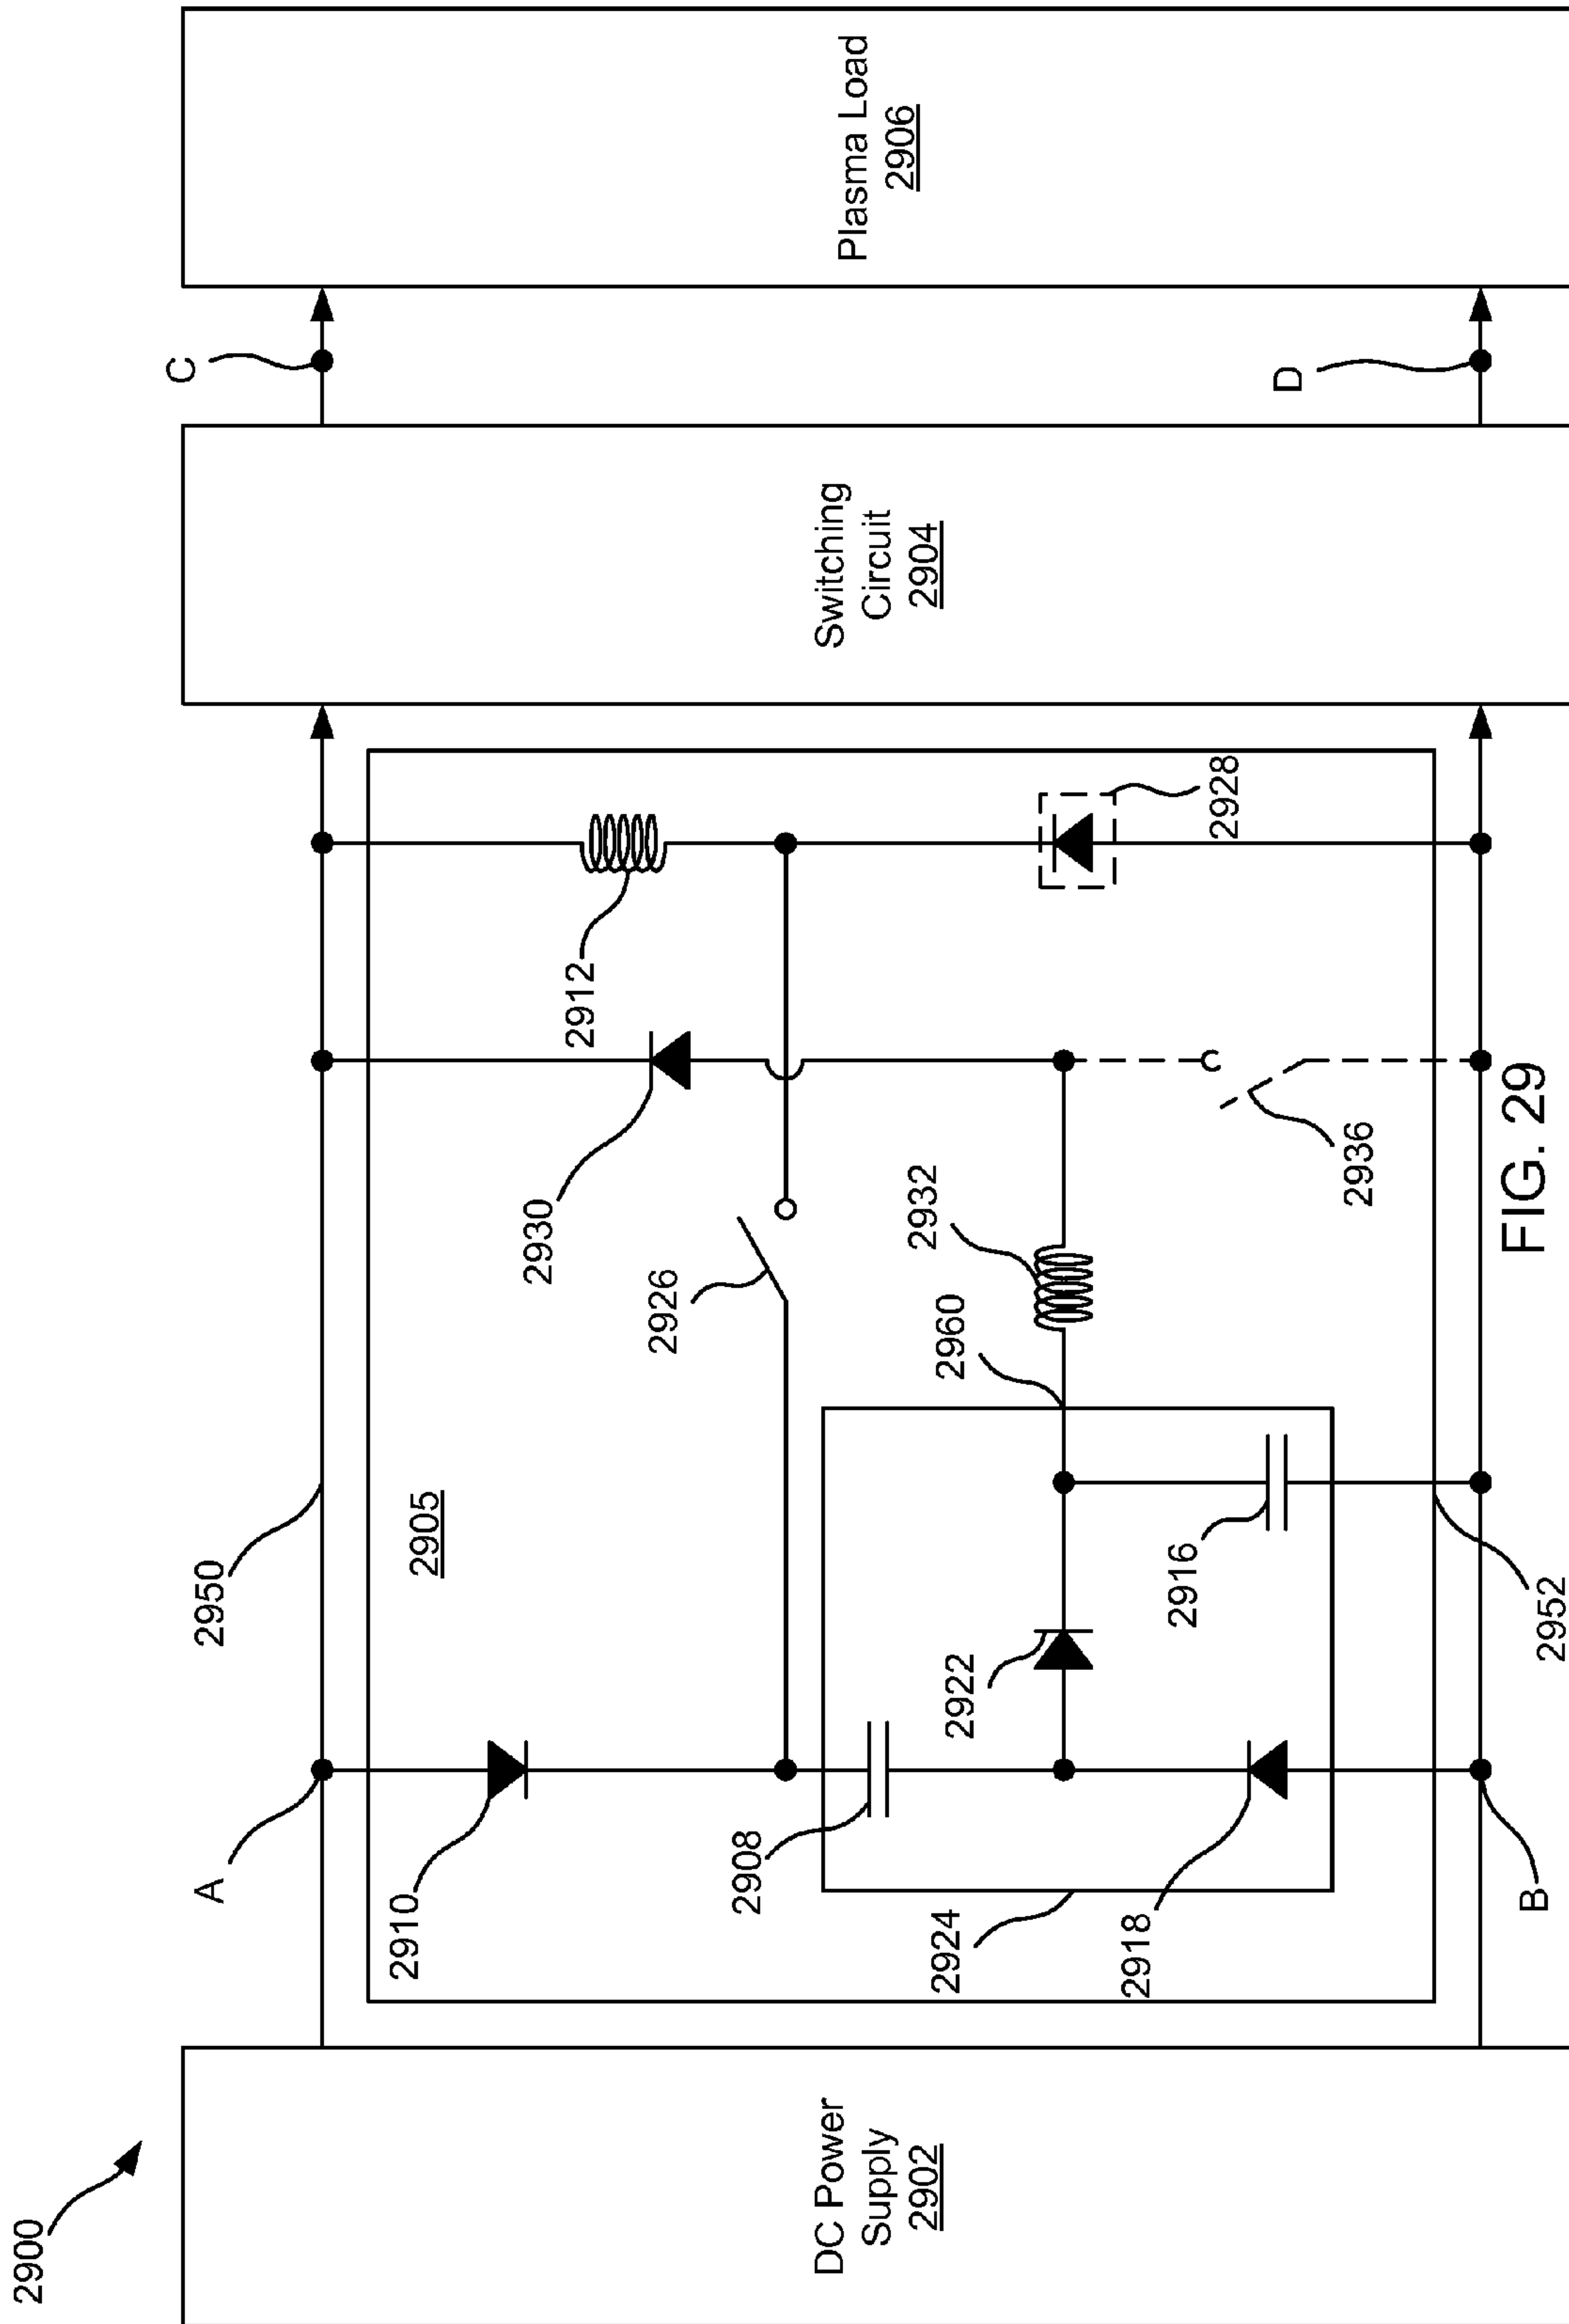 2900
DC Power
Supply
2902
A
2950
2905
2910
2908
2924
2918
2922
2916
2960
2932
2926
2930
2912
2928
2936
2952
B
Switching
Circuit
2904
C
D
Plasma Load
2906
FIG. 29